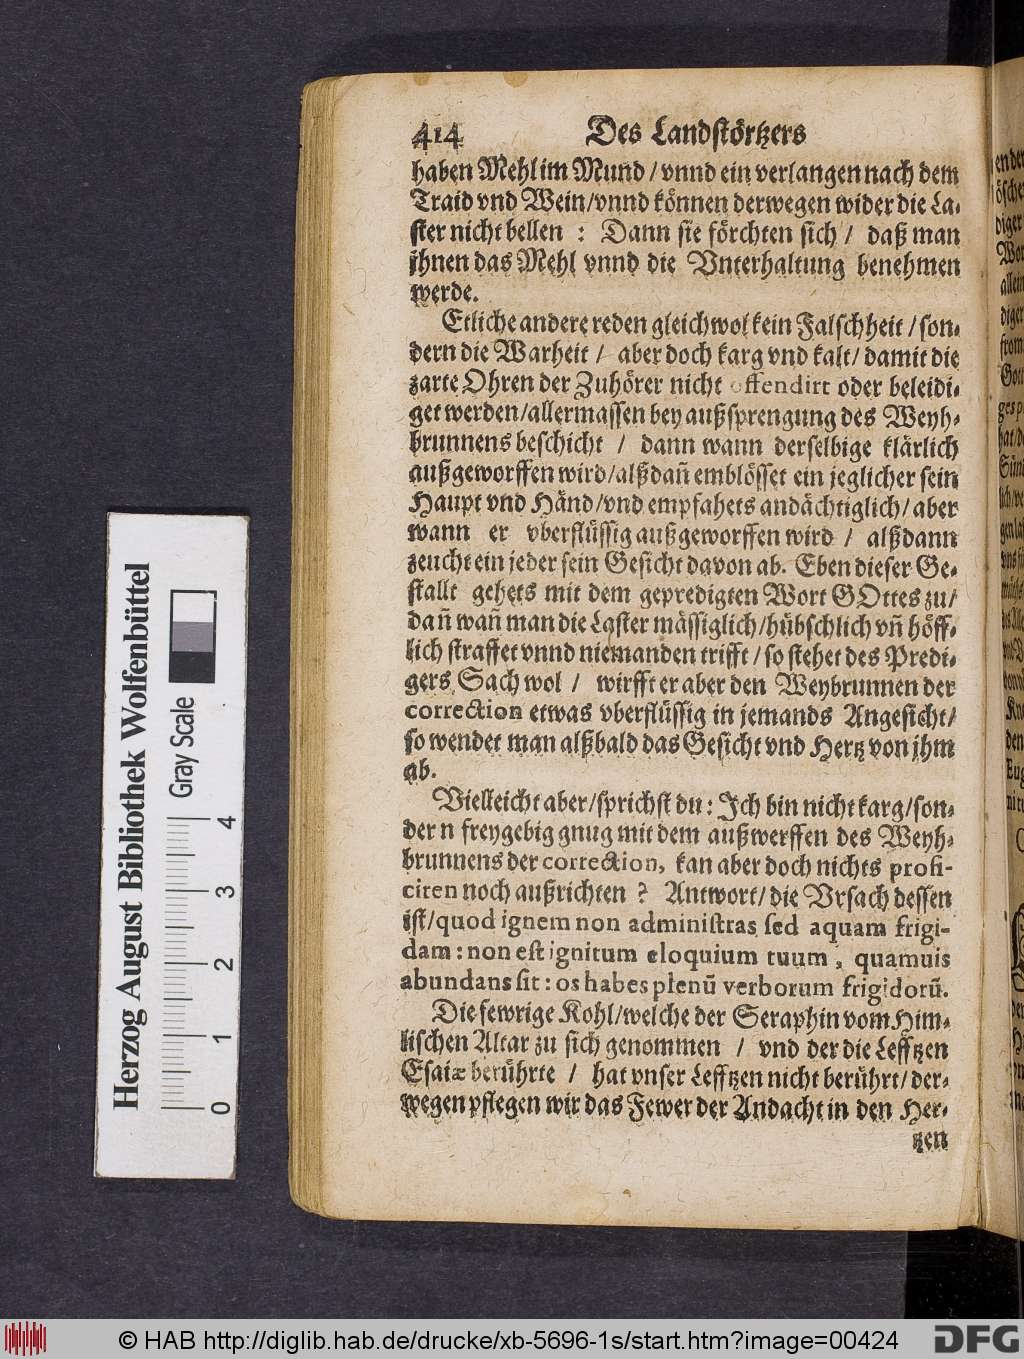 414 Des Landstörtzers
haben Mehl im Mund / vnnd ein verlangen nach dem
Traid vnd Wein / vnnd können derwegen wider die La-
ster nicht bellen : Dann sie förchten sich / daß man
jhnen das Mehl vnnd die Vnterhaltung benehmen
werde.
Etliche andere reden gleichwol kein Falschheit / son-
dern die Warheit / aber doch karg vnd kalt / damit die
zarte Ohren der Zuhörer nicht offendirt oder beleidi-
get werden / allermassen bey außsprengung des Weyh-
brunnens beschicht / dann wann derselbige klärlich
außgeworffen wird / alßdañ emblösset ein jeglicher sein
Haupt vnd Händ / vnd empfahets andächtiglich / aber
wann er vberflüssig außgeworffen wird / alßdann
zeucht ein jeder sein Gesicht davon ab. Eben dieser Ge-
stallt gehets mit dem gepredigten Wort GOttes zu /
dañ wañ man die Laster mässiglich / hübschlich vñ höff-
lich straffet vnnd niemanden trifft / so stehet des Predi-
gers Sach wol / wirfft er aber den Weybrunnen der
correction etwas vberflüssig in jemands Angesicht /
so wendet man alßbald das Gesicht vnd Hertz von jhm
ab.
Vielleicht aber / sprichst du : Ich bin nicht karg / son-
dern freygebig gnug mit dem außwerffen des Weyh-
brunnens der correction, kan aber doch nichts profi-
citen noch außrichten ? Antwort / die Vrsach dessen
ist / quod ignem non administras sed aquam frigi-
dam : non est ignitum eloquium tuum , quamuis
abundans sit : os habes plenũ verborum frigidorũ.
Die fewrige Kohl / welche der Seraphin vom Him-
lischen Altar zu sich genommen / vnd der die Lefftzen
Esaiæ berührte / hat vnser Lefftzen nicht berührt / der-
wegen pflegen wir das Fewer der Andacht in den Her-
tzen
Herzog August Bibliothek Wolfenbüttel
Gray Scale
0 1 2 3 4
© HAB http://diglib.hab.de/drucke/xb-5696-1s/start.htm?image=00424
DFG